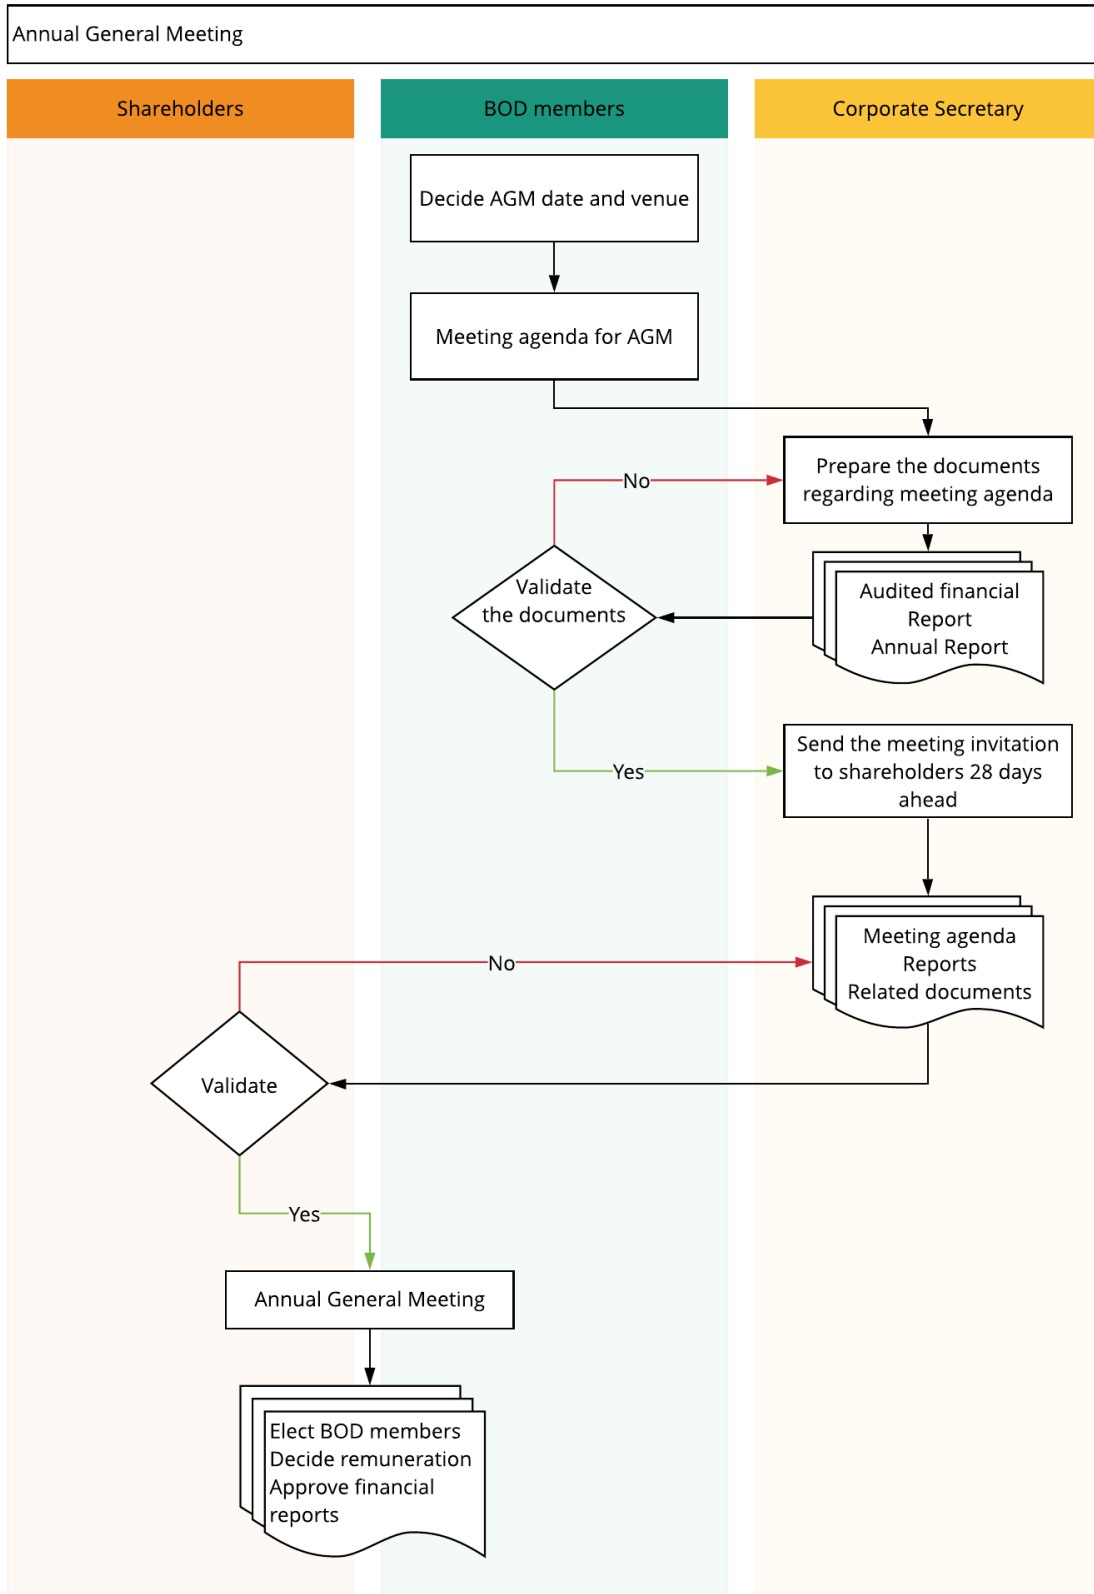 Annual General Meeting
Shareholders
BOD members
Corporate Secretary
Decide AGM date and venue
Meeting agenda for AGM
Prepare the documents
regarding meeting agenda
No
Validate
the documents
Audited financial
Report
Annual Report
Send the meeting invitation
to shareholders 28 days
ahead
Yes
Meeting agenda
Reports
Related documents
No
Validate
Yes
Annual General Meeting
Elect BOD members
Decide remuneration
Approve financial
reports